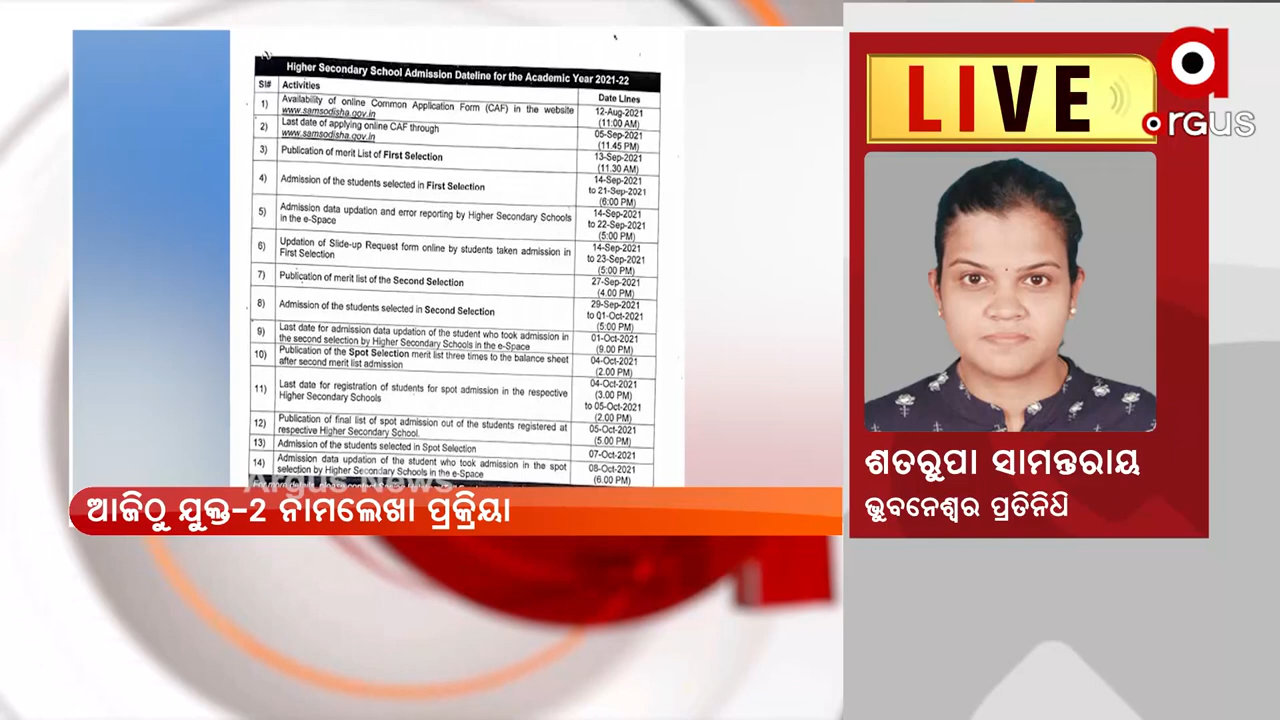 Higher Secondary School Admission Dateline for the Academic Year 2021-22
Sl# Activities Date Lines
1) Availability of online Common Application Form (CAF) in the website
www.samsodisha.gov.in
12-Aug-2021
(11:00 AM)
2) Last date of applying online CAF through
www.samsodisha.gov.in
05-Sep-2021
(11.45 PM)
3) Publication of merit List of First Selection
13-Sep-2021
(11.30 AM)
4) Admission of the students selected in First Selection
14-Sep-2021
to 21-Sep-2021
(6:00 PM)
5) Admission data updation and error reporting by Higher Secondary Schools
in the e-Space
14-Sep-2021
to 22-Sep-2021
(5:00 PM)
6) Updation of Slide-up Request form online by students taken admission in
First Selection
14-Sep-2021
to 23-Sep-2021
(5:00 PM)
7) Publication of merit list of the Second Selection
27-Sep-2021
(4.00 PM)
8) Admission of the students selected in Second Selection
29-Sep-2021
to 01-Oct-2021
(5:00 PM)
9) Last date for admission data updation of the student who took admission in
the second selection by Higher Secondary Schools in the e-Space
01-Oct-2021
(9.00 PM)
10) Publication of the Spot Selection merit list three times to the balance sheet
after second merit list admission
04-Oct-2021
(2.00 PM)
11) Last date for registration of students for spot admission in the respective
Higher Secondary Schools
04-Oct-2021
(3.00 PM)
to 05-Oct-2021
(2.00 PM)
12) Publication of final list of spot admission out of the students registered at
respective Higher Secondary School.
05-Oct-2021
(5.00 PM)
13) Admission of the students selected in Spot Selection
07-Oct-2021
14) Admission data updation of the student who took admission in the spot
selection by Higher Secondary Schools in the e-Space
08-Oct-2021
(6.00 PM)
Argus News
ଆଜିଠୁ ଯୁକ୍ତ-2 ନାମଲେଖା ପ୍ରକ୍ରିୟା
LIVE
argus
ଶତରୂପା ସାମନ୍ତରାୟ
ଭୁବନେଶ୍ୱର ପ୍ରତିନିଧି